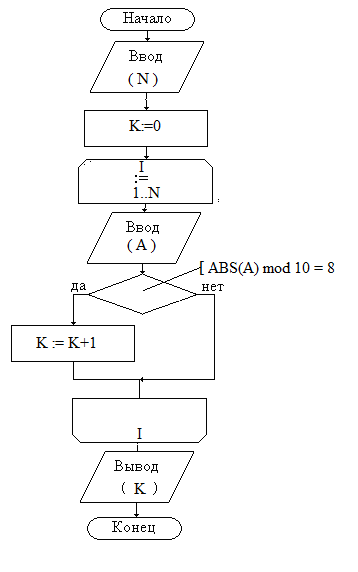 Начало
Ввод
( N )
K:=0
I
:=
1..N
Ввод
( A )
[ ABS(A) mod 10 = 8
да
нет
K := K+1
I
Вывод
( K )
Конец